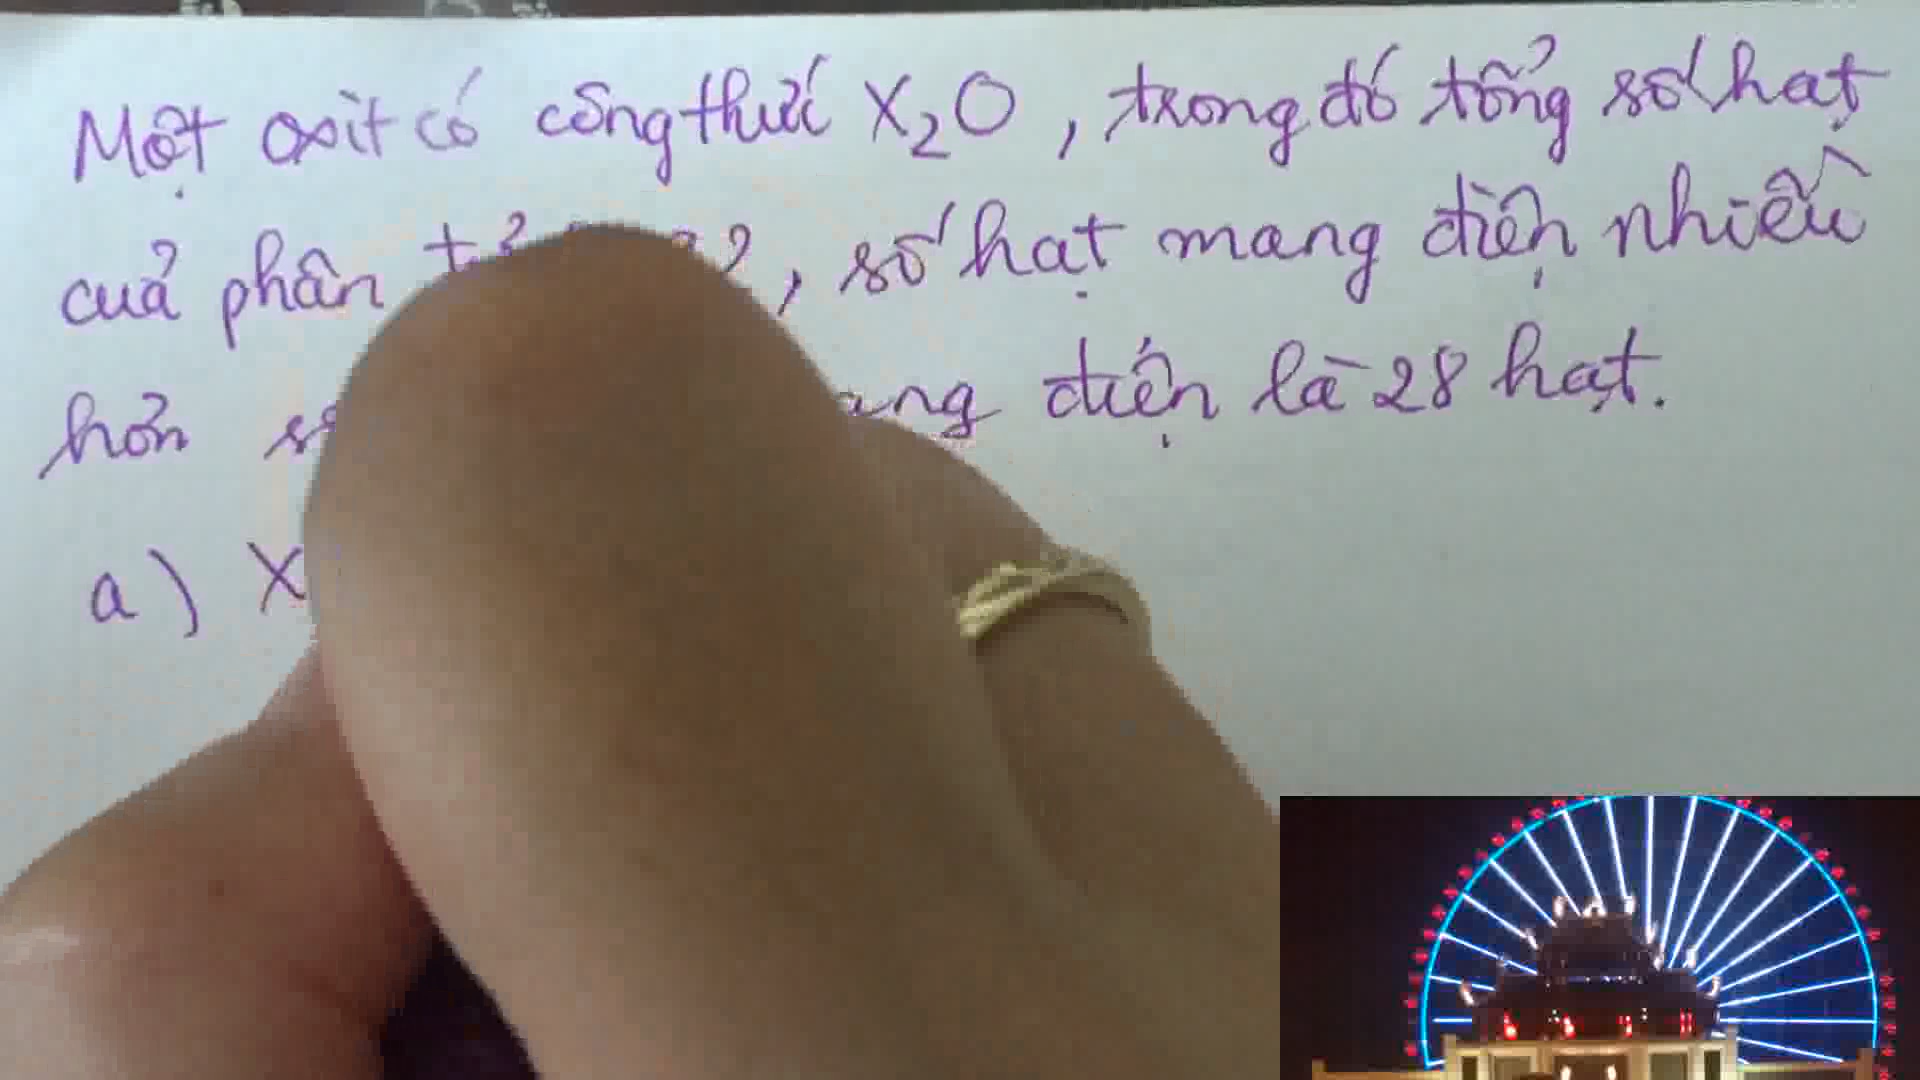 Một oxit có công thức X₂O, trong đó tổng số hạt
của phân , số hạt mang điện nhiều
hơn điện là 28 hạt.
a) X